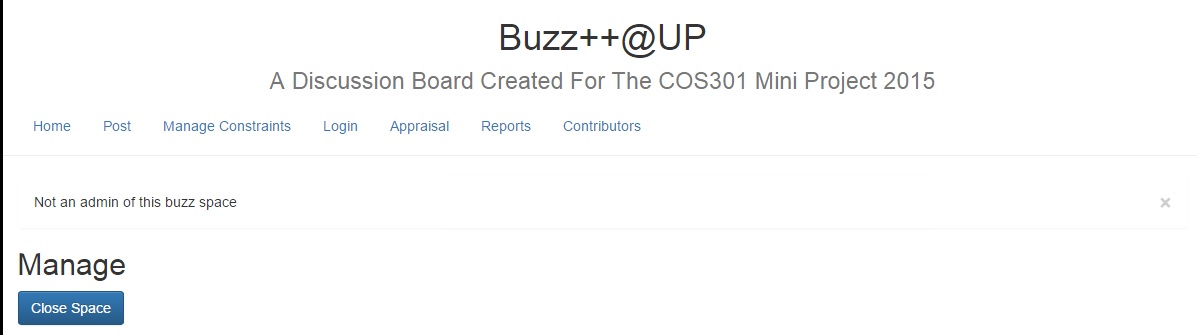 Buzz++@UP
A Discussion Board Created For The COS301 Mini Project 2015
Home Post Manage Constraints Login Appraisal Reports Contributors
Not an admin of this buzz space ×
Manage
Close Space